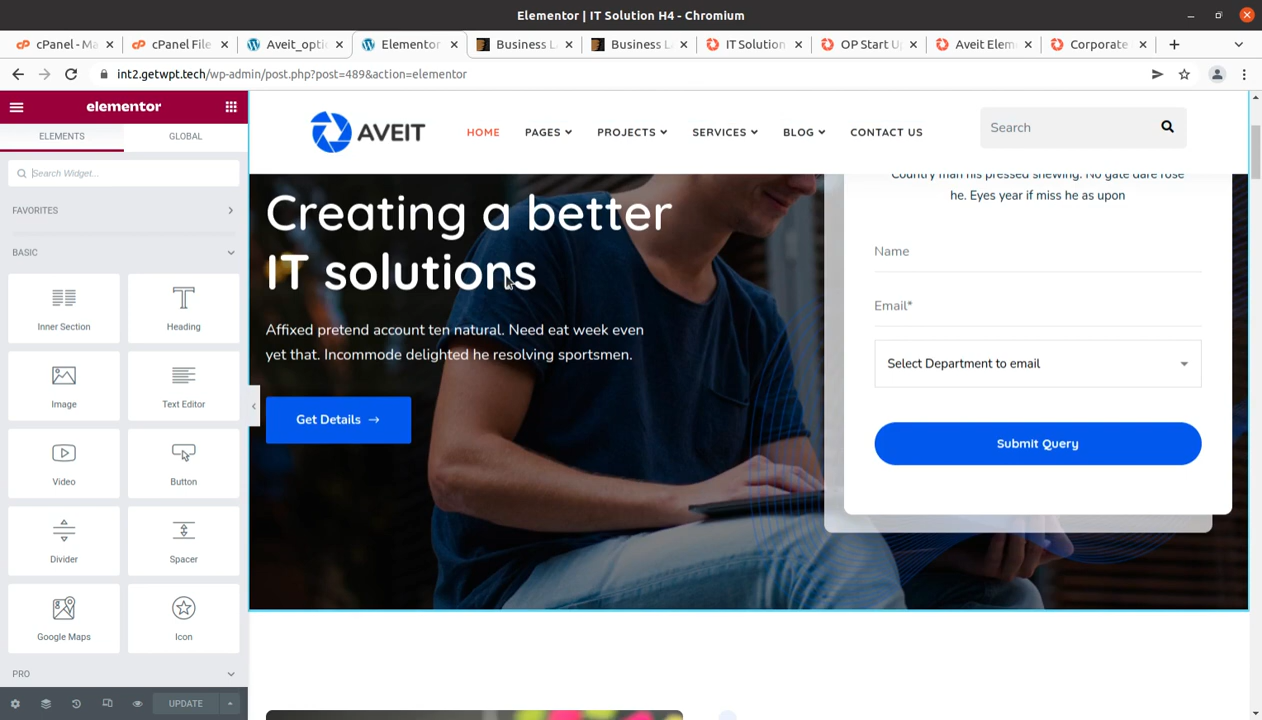 Elementor | IT Solution H4 - Chromium
cPanel - Ma
cPanel File
Aveit_opti
Elementor
Business L
Business L
IT Solution
OP Start U
Aveit Elem
Corporate
int2.getwpt.tech/wp-admin/post.php?post=489&action=elementor
elementor
ELEMENTS
GLOBAL
Search Widget...
FAVORITES
BASIC
Inner Section
Heading
Image
Text Editor
Video
Button
Divider
Spacer
Google Maps
Icon
PRO
UPDATE
AVEIT
HOME
PAGES
PROJECTS
SERVICES
BLOG
CONTACT US
Search
Creating a better
IT solutions
Affixed pretend account ten natural. Need eat week even
yet that. Incommode delighted he resolving sportsmen.
Get Details →
Country man his pressed shewing. No gate dare rose
he. Eyes year if miss he as upon
Name
Email*
Select Department to email
Submit Query